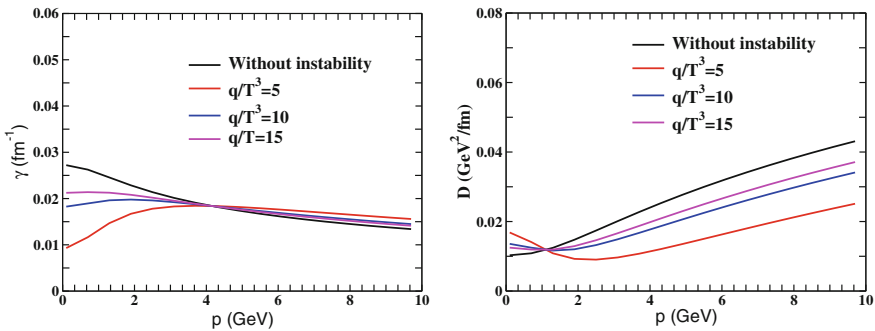 0.06
0.05
0.04
0.03
0.02
0.01
0
γ (fm⁻¹)
Without instability
q/T³=5
q/T³=10
q/T=15
0 2 4 6 8 10
p (GeV)
0.08
0.06
0.04
0.02
0
D (GeV²/fm)
Without instability
q/T³=5
q/T³=10
q/T³=15
0 2 4 6 8 10
p (GeV)